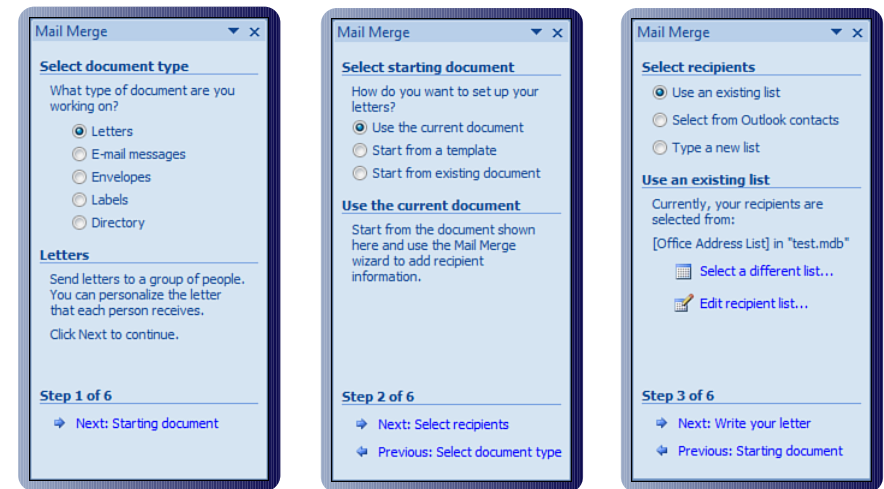 Mail Merge
Select document type
What type of document are you
working on?
Letters
E-mail messages
Envelopes
Labels
Directory
Letters
Send letters to a group of people.
You can personalize the letter
that each person receives.
Click Next to continue.
Step 1 of 6
Next: Starting document
Mail Merge
Select starting document
How do you want to set up your
letters?
Use the current document
Start from a template
Start from existing document
Use the current document
Start from the document shown
here and use the Mail Merge
wizard to add recipient
information.
Step 2 of 6
Next: Select recipients
Previous: Select document type
Mail Merge
Select recipients
Use an existing list
Select from Outlook contacts
Type a new list
Use an existing list
Currently, your recipients are
selected from:
[Office Address List] in "test.mdb"
Select a different list...
Edit recipient list...
Step 3 of 6
Next: Write your letter
Previous: Starting document